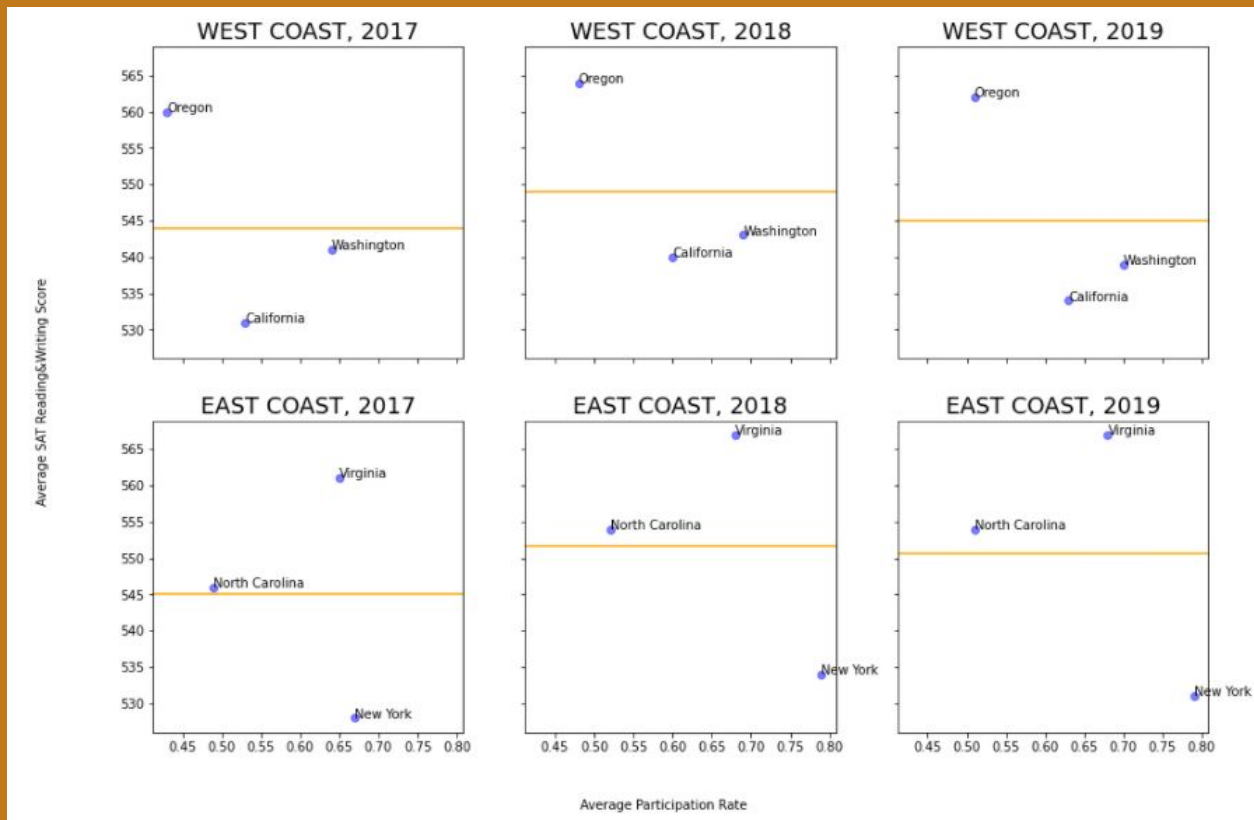 WEST COAST, 2017
WEST COAST, 2018
WEST COAST, 2019
565
560
555
550
545
540
535
530
Oregon
Washington
California
Oregon
Washington
California
Oregon
Washington
California
Average SAT Reading&Writing Score
EAST COAST, 2017
EAST COAST, 2018
EAST COAST, 2019
565
560
555
550
545
540
535
530
Virginia
North Carolina
New York
Virginia
North Carolina
New York
Virginia
North Carolina
New York
0.45 0.50 0.55 0.60 0.65 0.70 0.75 0.80
0.45 0.50 0.55 0.60 0.65 0.70 0.75 0.80
0.45 0.50 0.55 0.60 0.65 0.70 0.75 0.80
Average Participation Rate